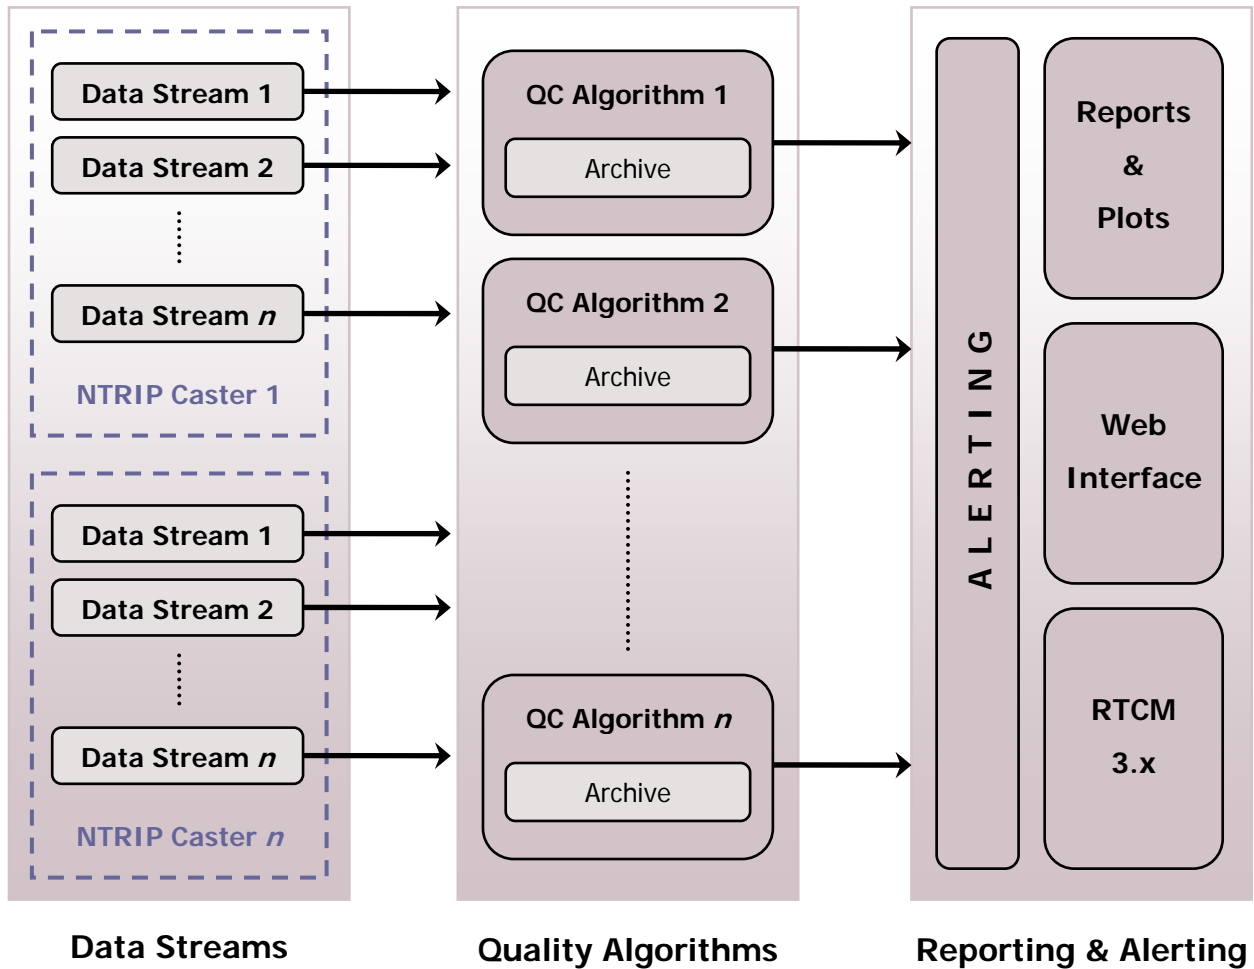 Data Stream 1
Data Stream 2
Data Stream n
NTRIP Caster 1
Data Stream 1
Data Stream 2
Data Stream n
NTRIP Caster n
Data Streams
QC Algorithm 1
Archive
QC Algorithm 2
Archive
QC Algorithm n
Archive
Quality Algorithms
ALERTING
Reports
&
Plots
Web
Interface
RTCM
3.x
Reporting & Alerting